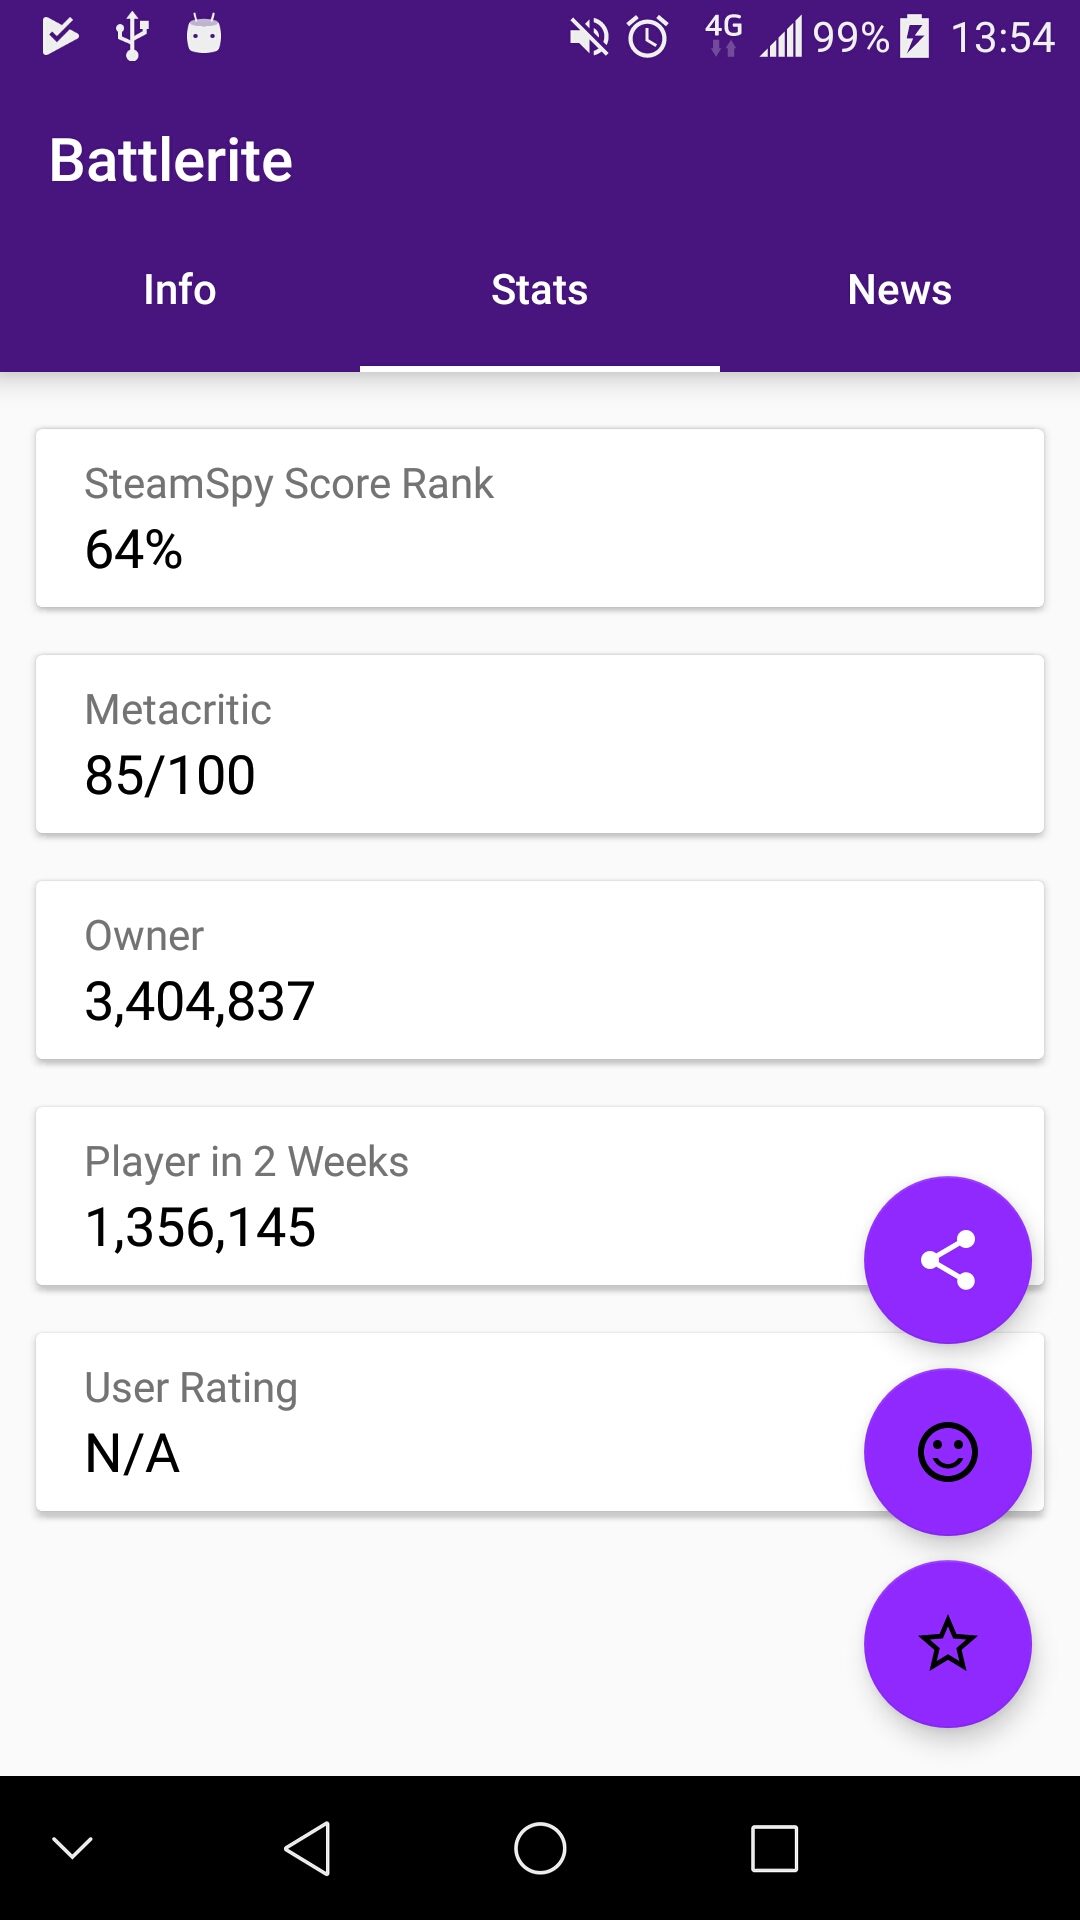 4G 99% 13:54
Battlerite
Info Stats News
SteamSpy Score Rank
64%
Metacritic
85/100
Owner
3,404,837
Player in 2 Weeks
1,356,145
User Rating
N/A